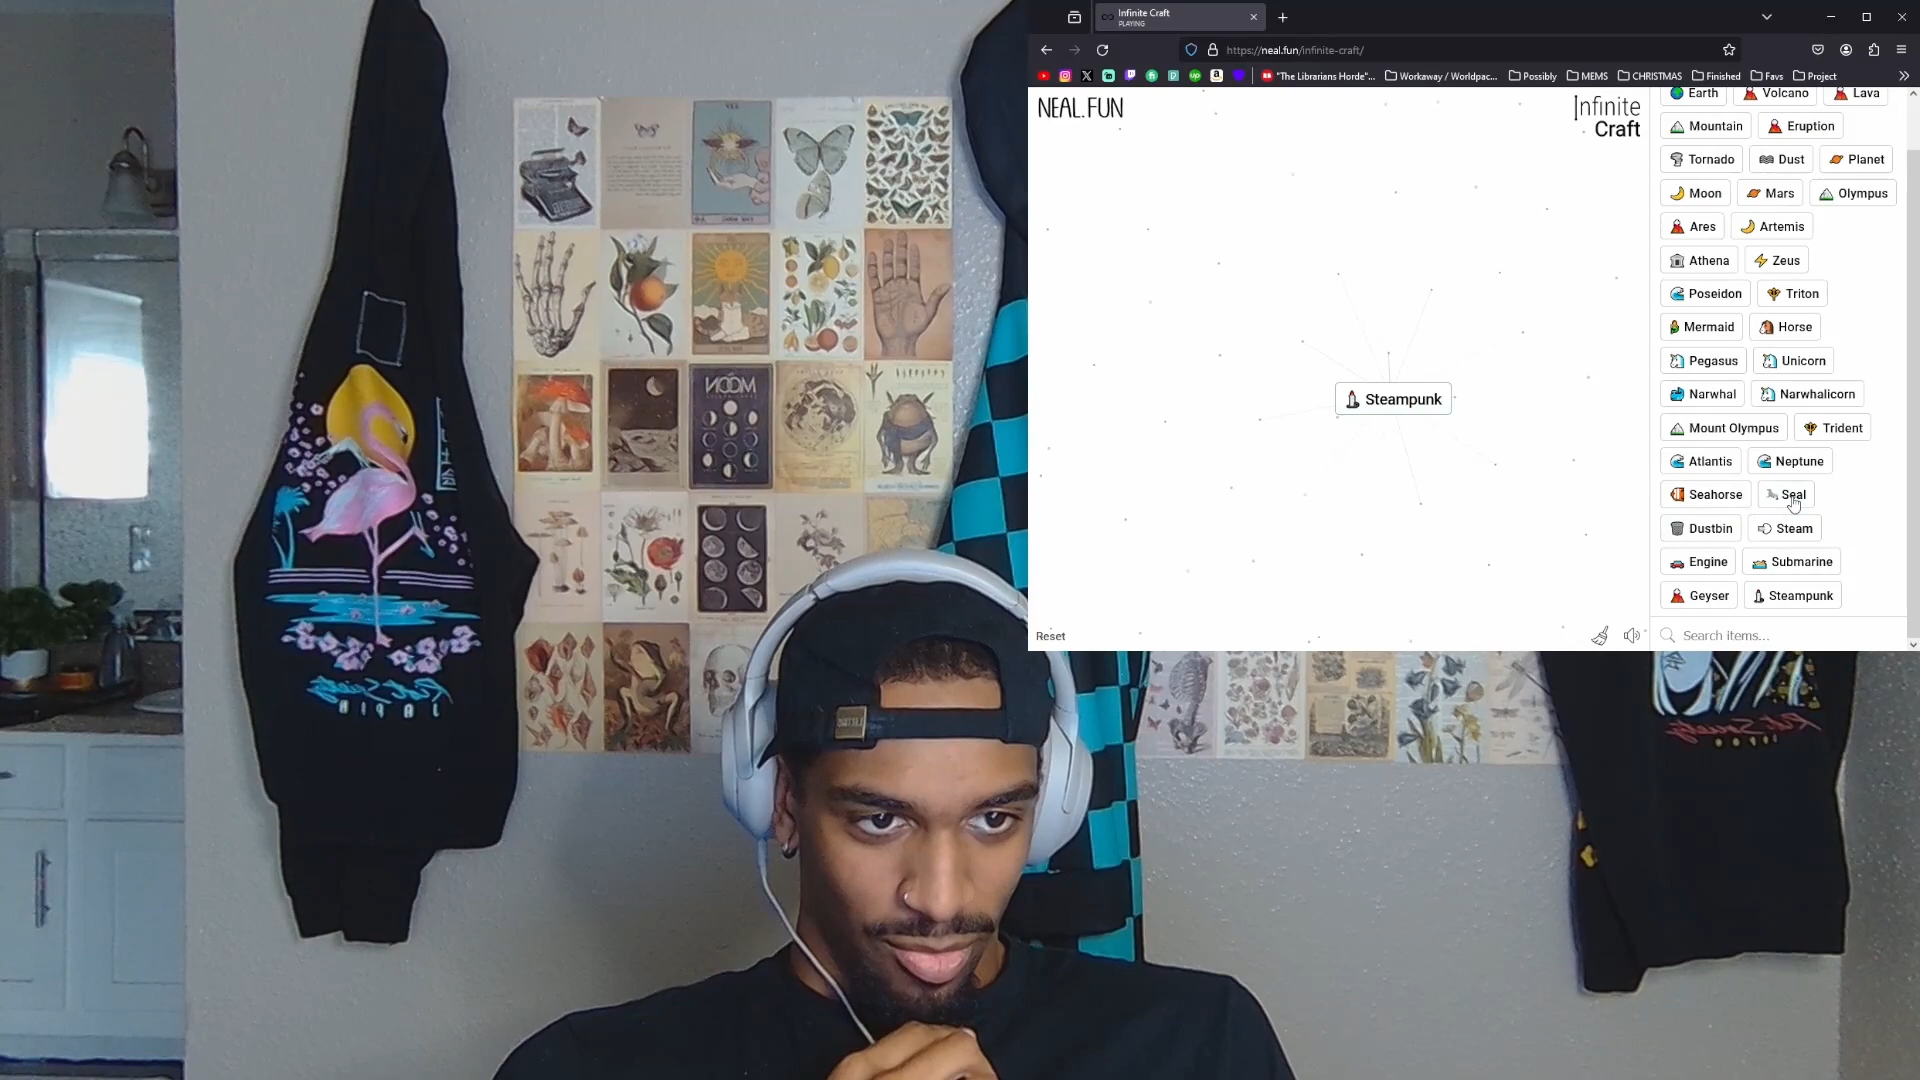 Infinite Craft
PLAYING
https://neal.fun/infinite-craft/
"The Librarians Horde"...
Workaway / Worldpac...
Possibly
MEMS
CHRISTMAS
Finished
Favs
Project
NEAL.FUN
Infinite
Craft
Earth
Volcano
Lava
Mountain
Eruption
Tornado
Dust
Planet
Moon
Mars
Olympus
Ares
Artemis
Athena
Zeus
Poseidon
Triton
Mermaid
Horse
Pegasus
Unicorn
Narwhal
Narwhalicorn
Mount Olympus
Trident
Atlantis
Neptune
Seahorse
Seal
Dustbin
Steam
Engine
Submarine
Geyser
Steampunk
Steampunk
Reset
Search items...
MOON